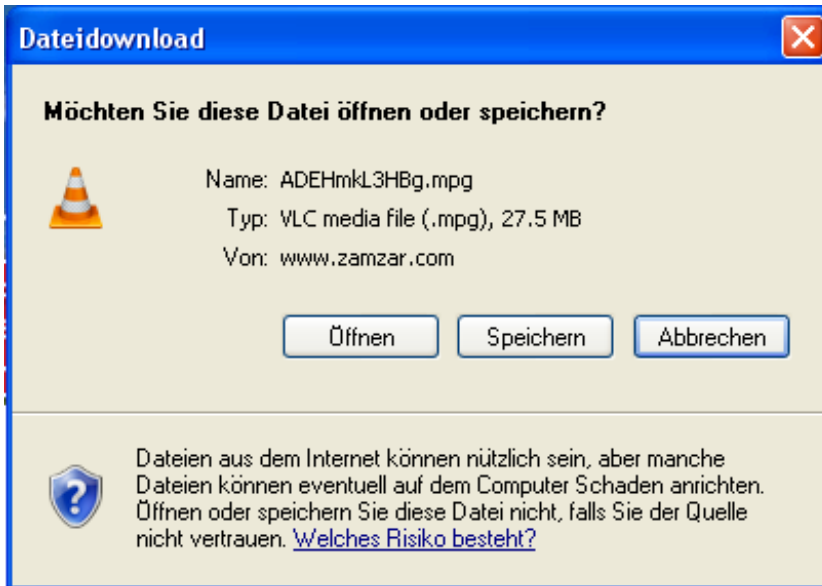 Dateidownload
Möchten Sie diese Datei öffnen oder speichern?
Name: ADEHmkL3HBg.mpg
Typ: VLC media file (.mpg), 27.5 MB
Von: www.zamzar.com
Öffnen Speichern Abbrechen
Dateien aus dem Internet können nützlich sein, aber manche
Dateien können eventuell auf dem Computer Schaden anrichten.
Öffnen oder speichern Sie diese Datei nicht, falls Sie der Quelle
nicht vertrauen. Welches Risiko besteht?